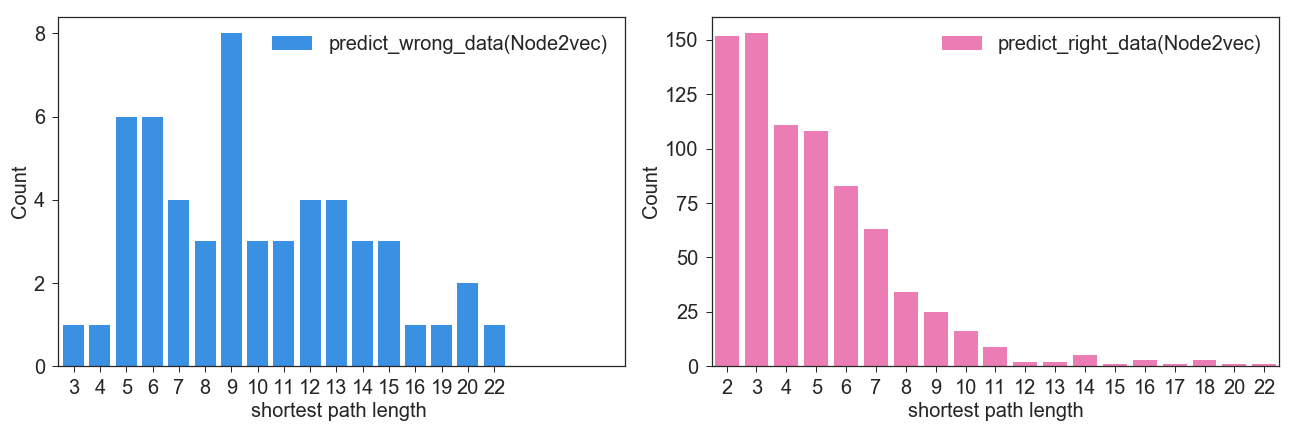 predict_wrong_data(Node2vec)
8
6
4
2
0
Count
3 4 5 6 7 8 9 10 11 12 13 14 15 16 19 20 22
shortest path length
predict_right_data(Node2vec)
150
125
100
75
50
25
0
Count
2 3 4 5 6 7 8 9 10 11 12 13 14 15 16 17 18 20 22
shortest path length